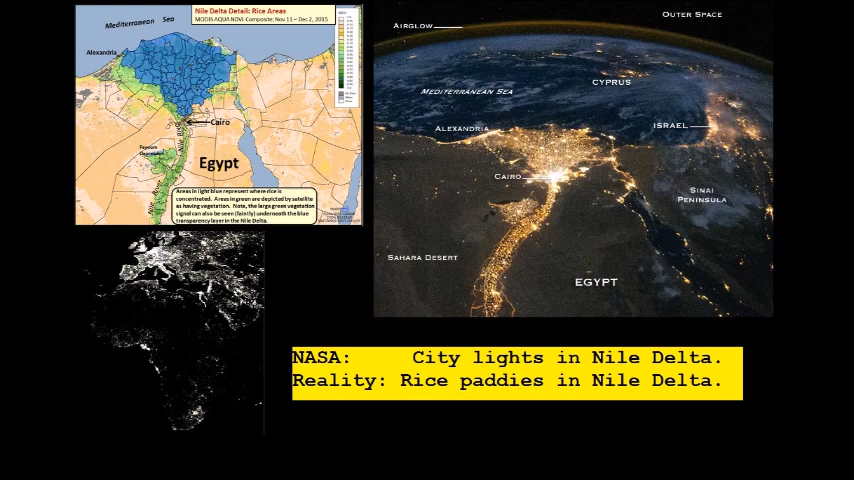 Nile Delta Detail: Rice Areas
MODIS AQUA NDVI Composite: Nov 11 – Dec 2, 2015
Mediterranean Sea
Alexandria
Cairo
Nile River
Fayoum
Depression
Egypt
Nile
Areas in light blue represent where rice is
concentrated. Areas in green are depicted by satellite
as having vegetation. Note, the large green vegetation
signal can also be seen (faintly) underneath the blue
transparency layer in the Nile Delta.
AIRGLOW
OUTER SPACE
CYPRUS
MEDITERRANEAN SEA
ALEXANDRIA
ISRAEL
CAIRO
SINAI
PENINSULA
SAHARA DESERT
EGYPT
NASA: City lights in Nile Delta.
Reality: Rice paddies in Nile Delta.